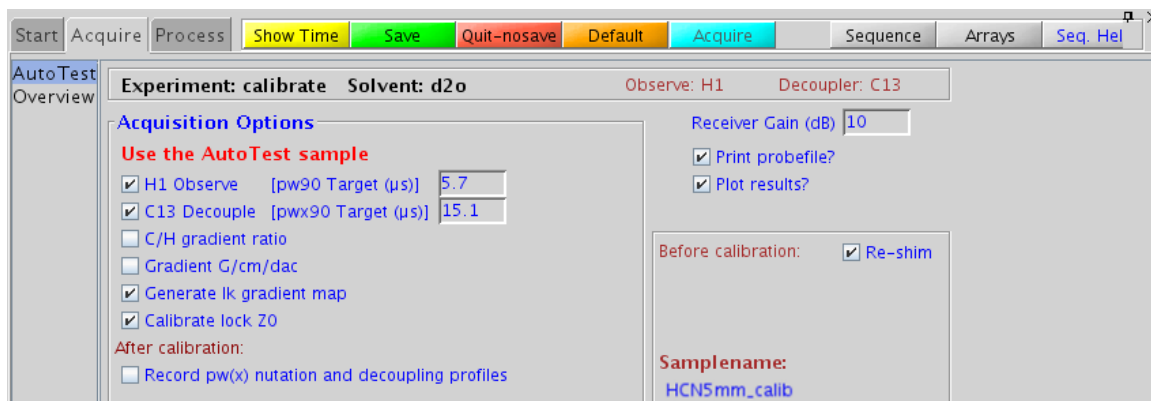 Start Acquire Process Show Time Save Quit-nosave Default Acquire Sequence Arrays Seq. Hel
AutoTest
Overview
Experiment: calibrate Solvent: d2o Observe: H1 Decoupler: C13
Acquisition Options
Use the AutoTest sample
H1 Observe [pw90 Target (µs)] 5.7
C13 Decouple [pwx90 Target (µs)] 15.1
C/H gradient ratio
Gradient G/cm/dac
Generate lk gradient map
Calibrate lock Z0
After calibration:
Record pw(x) nutation and decoupling profiles
Receiver Gain (dB) 10
Print probefile?
Plot results?
Before calibration: Re-shim
Samplename:
HCN5mm_calib